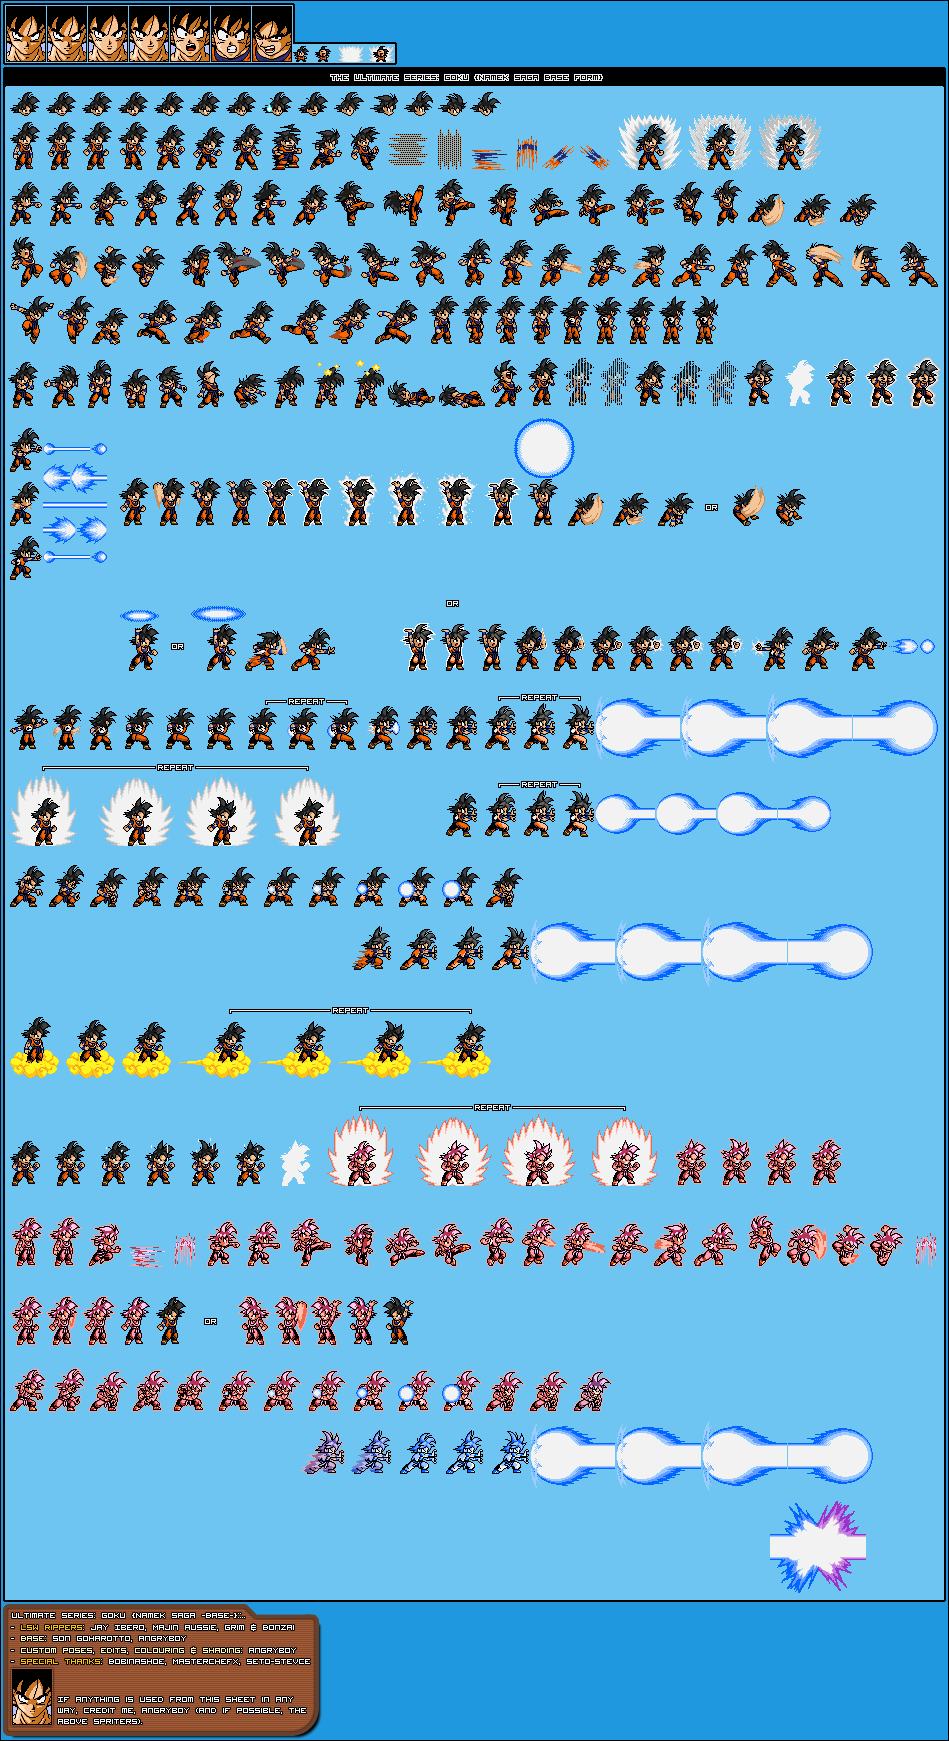 THE ULTIMATE SERIES: GOKU (NAMEK SAGA BASE FORM)
OR
OR
OR
REPEAT
REPEAT
REPEAT
REPEAT
REPEAT
REPEAT
OR
ULTIMATE SERIES: GOKU (NAMEK SAGA -BASE-):..
- LSW RIPPERS: JAY IBERO, MAJIN AUSSIE, GRIM & BONZAI
- BASE: SON GOHAROTTO, ANGRYBOY
- CUSTOM POSES, EDITS, COLOURING & SHADING: ANGRYBOY
- SPECIAL THANKS: BOBINASHOE, MASTERCHEFX, SETO-STEVCE
IF ANYTHING IS USED FROM THIS SHEET IN ANY
WAY, CREDIT ME, ANGRYBOY (AND IF POSSIBLE, THE
ABOVE SPRITERS).